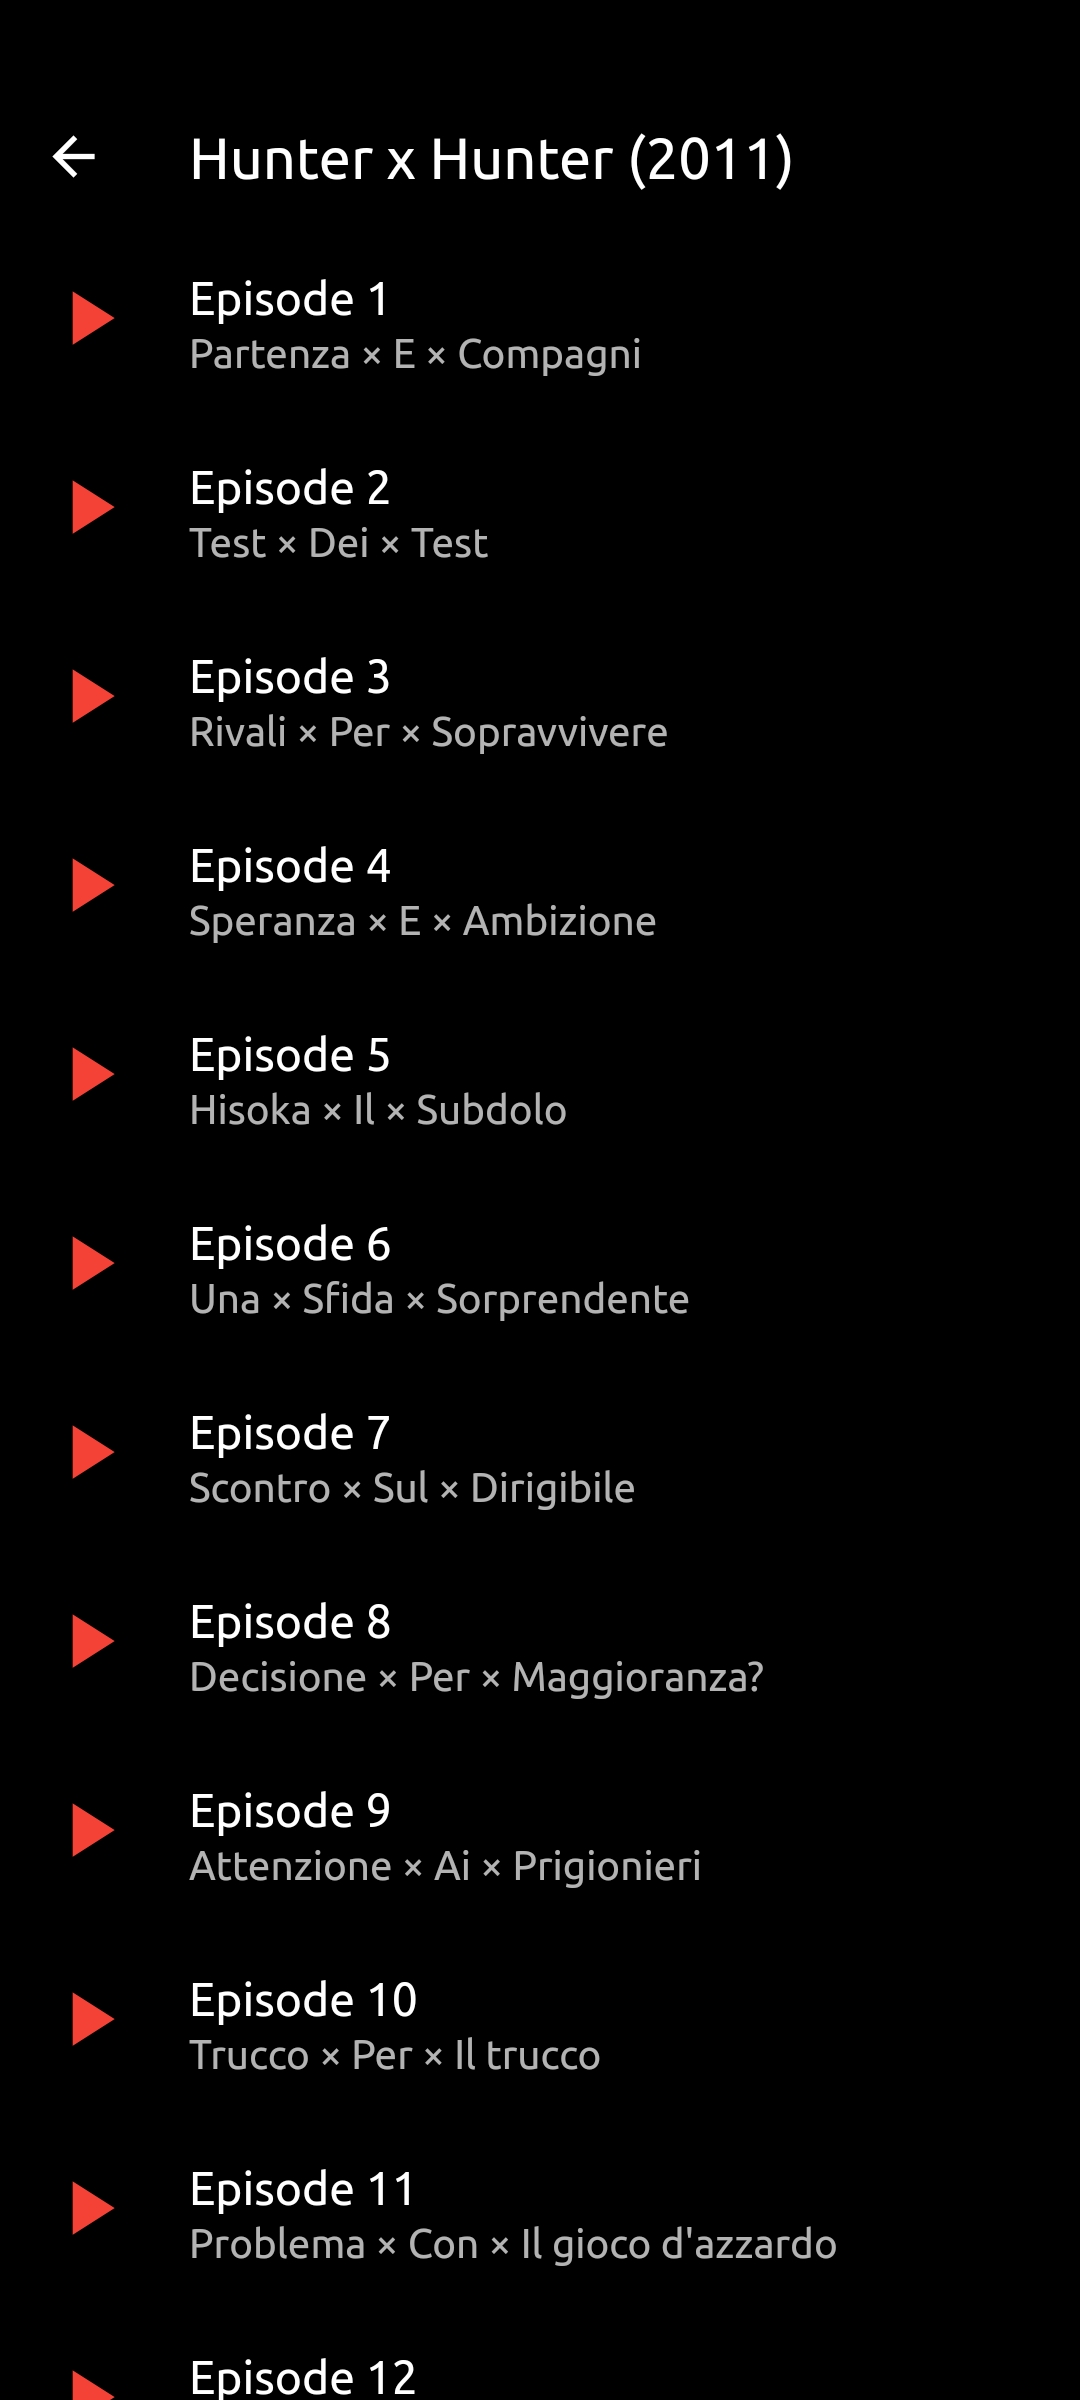 Hunter x Hunter (2011)
Episode 1
Partenza × E × Compagni
Episode 2
Test × Dei × Test
Episode 3
Rivali × Per × Sopravvivere
Episode 4
Speranza × E × Ambizione
Episode 5
Hisoka × Il × Subdolo
Episode 6
Una × Sfida × Sorprendente
Episode 7
Scontro × Sul × Dirigibile
Episode 8
Decisione × Per × Maggioranza?
Episode 9
Attenzione × Ai × Prigionieri
Episode 10
Trucco × Per × Il trucco
Episode 11
Problema × Con × Il gioco d'azzardo
Episode 12